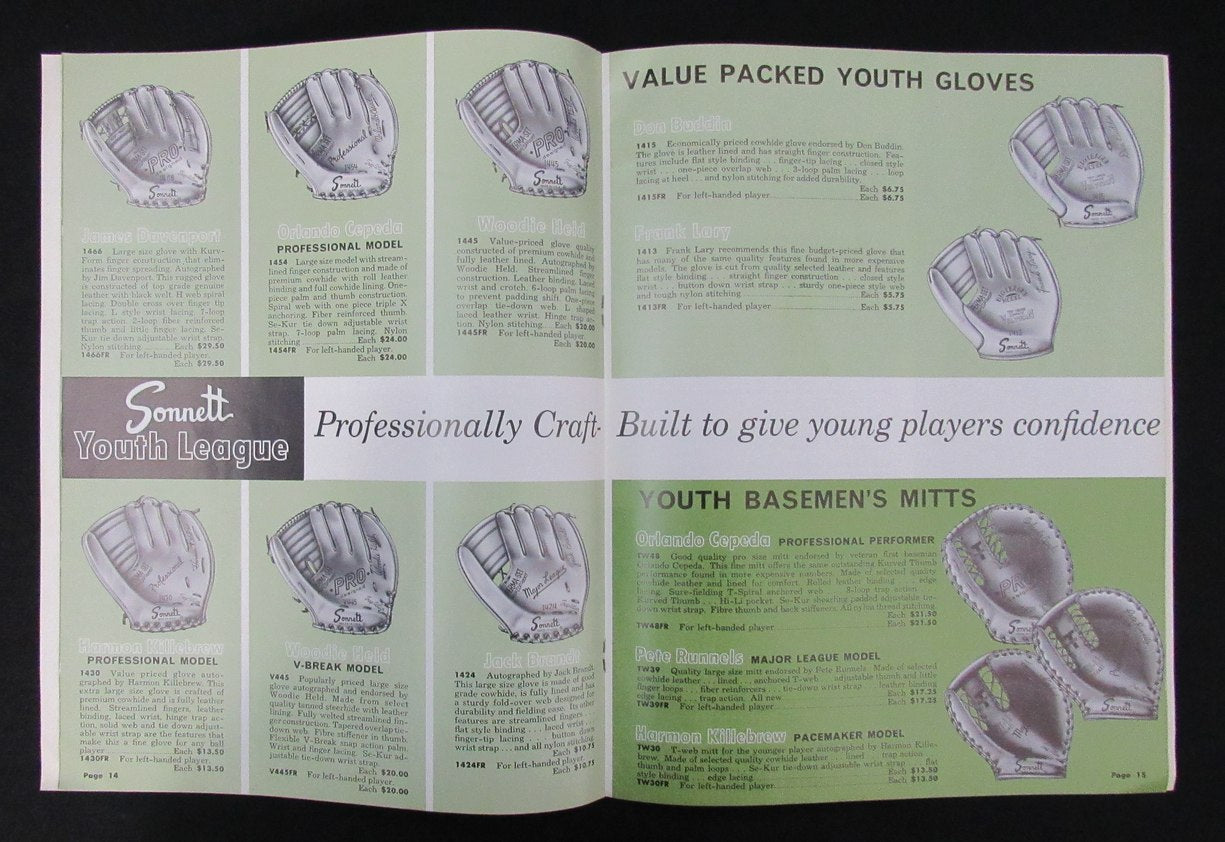 James Davenport
1466 Large size glove with Kurv-
Form finger construction that elim-
inates finger spreading. Autographed
by Jim Davenport. This rugged glove
is constructed of top grade genuine
leather with black welt. H web spiral
lacing. Double cross over finger tip
lacing. L style wrist lacing 7-loop
trap action. 2-loop fibre reinforced
thumb and little finger lacing. Se-
Kur tie down adjustable wrist strap.
Nylon stitching Each $29.50
1466FR For left-handed player.
Each $29.50
Orlando Cepeda
PROFESSIONAL MODEL
1454 Large size model with stream-
lined finger construction and made of
premium cowhide with roll leather
binding and full cowhide lining. One-
piece palm and thumb construction.
Spiral web with one piece triple X
anchoring. Fiber reinforced thumb.
Se-Kur tie down adjustable wrist
strap. 7-loop palm lacing. Nylon
stitching Each $24.00
1454FR For left-handed player.
Each $24.00
Woodie Held
1445 Value-priced glove quality
constructed of premium cowhide and
fully leather lined. Autographed by
Woodie Held. Streamlined finger
construction. Leather binding. Laced
wrist and crotch. 6-loop palm lacing
to prevent padding shift. One-piece
overlap tie-down web L shaped
laced leather wrist. Hinge trap ac-
tion. Nylon stitching. Each $20.00
1445FR For left-handed player.
Each $20.00
Sonnett
Youth League
Professionally Craft-
Harmon Killebrew
PROFESSIONAL MODEL
1430 Value priced glove auto-
graphed by Harmon Killebrew. This
extra large size glove is crafted of
premium cowhide and is fully leather
lined. Streamlined fingers, leather
binding, laced wrist, hinge trap ac-
tion, solid web and tie down adjust-
able wrist strap are the features that
make this a fine glove for any ball
player Each $13.50
1430FR For left-handed player.
Each $13.50
Page 14
Woodie Held
V-BREAK MODEL
V445 Popularly priced large size
glove autographed and endorsed by
Woodie Held. Made from select
quality tanned steerhide with leather
lining. Fully welted streamlined fin-
ger construction. Tapered overlap tie-
down web. Fibre stiffener in thumb.
Flexible V-Break snap action palm.
Wrist and finger lacing. Se-Kur ad-
justable tie-down wrist strap.
Each $20.00
V445FR For left-handed player.
Each $20.00
Jack Brandt
1424 Autographed by Jack Brandt.
This large size glove is made of good
grade cowhide, is fully lined and has
a sturdy fold-over web designed for
durability and fielding ease. Its other
features are streamlined fingers
flat style binding . . . laced wrist
finger-tip lacing . . . button down
wrist strap . . . and all nylon stitching
Each $10.75
1424FR For left-handed player.
Each $10.75
VALUE PACKED YOUTH GLOVES
Don Buddin
1415 Economically priced cowhide glove endorsed by Don Buddin.
The glove is leather lined and has straight finger construction. Fea-
tures include flat style binding . . . finger-tip lacing . . . closed style
wrist . . . one-piece overlap web . . . 3-loop palm lacing . . . loop
lacing at heel . . . and nylon stitching for added durability.
Each $6.75
1415FR For left-handed player Each $6.75
Frank Lary
1413 Frank Lary recommends this fine budget-priced glove that
has many of the same quality features found in more expensive
models. The glove is cut from quality selected leather and features
flat style binding . . . straight finger construction . . . closed style
wrist . . . button down wrist strap . . . sturdy one-piece style web
and tough nylon stitching Each $5.75
1413FR For left-handed player Each $5.75
Built to give young players confidence
YOUTH BASEMEN'S MITTS
Orlando Cepeda PROFESSIONAL PERFORMER
TW48 Good quality pro size mitt endorsed by veteran first baseman
Orlando Cepeda. This fine mitt offers the same outstanding Kurved Thumb
performance found in more expensive numbers. Made of selected quality
cowhide leather and lined for comfort. Rolled leather binding . . . edge
lacing. Sure-fielding T-Spiral anchored web . . . 8-loop trap action . . .
Kurved Thumb . . . Hi-Li pocket. Se-Kur shearling padded adjustable tie-
down wrist strap. Fibre thumb and back stiffeners. All nylon thread stitching.
Each $21.50
TW48FR For left-handed player Each $21.50
Pete Runnels MAJOR LEAGUE MODEL
TW39 Quality large size mitt endorsed by Pete Runnels. Made of selected
cowhide leather . . . lined . . . anchored T-web . . . adjustable thumb and little
finger loops . . . fiber reinforcers . . . tie-down wrist strap . . . leather binding
edge lacing . . . trap action. All new Each $17.25
TW39FR For left-handed player Each $17.25
Harmon Killebrew PACEMAKER MODEL
TW30 T-web mitt for the younger player autographed by Harmon Kille-
brew. Made of selected quality cowhide leather . . . lined . . . trap action
thumb and palm loops . . . Se-Kur tie-down adjustable wrist strap . . . flat
style binding . . . edge lacing. Each $13.50
TW30FR For left-handed player Each $13.50
Page 15